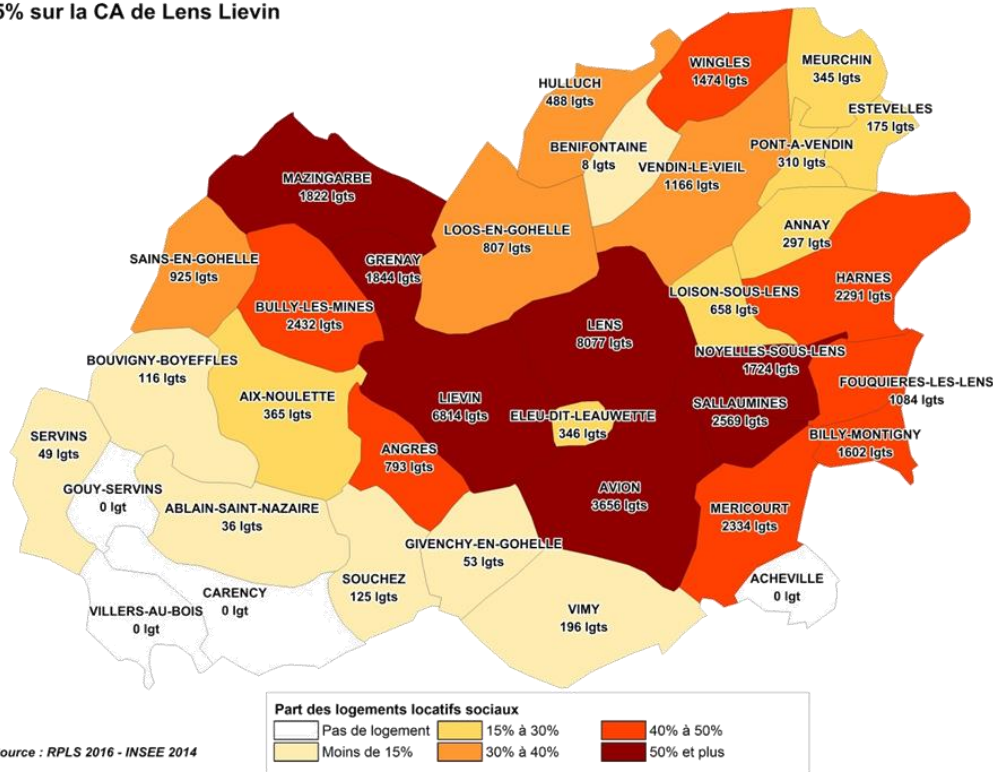 5% sur la CA de Lens Lievin
WINGLES
1474 lgts
MEURCHIN
345 lgts
HULLUCH
488 lgts
ESTEVELLES
175 lgts
BENIFONTAINE
8 lgts
PONT-A-VENDIN
310 lgts
VENDIN-LE-VIEIL
1166 lgts
MAZINGARBE
1822 lgts
LOOS-EN-GOHELLE
807 lgts
ANNAY
297 lgts
SAINS-EN-GOHELLE
925 lgts
GRENAY
1844 lgts
HARNES
2291 lgts
LOISON-SOUS-LENS
658 lgts
BULLY-LES-MINES
2432 lgts
LENS
8077 lgts
NOYELLES-SOUS-LENS
1724 lgts
BOUVIGNY-BOYEFFLES
116 lgts
FOUQUIERES-LES-LENS
1084 lgts
AIX-NOULETTE
365 lgts
LIEVIN
6814 lgts
SALLAUMINES
2569 lgts
ELEU-DIT-LEAUWETTE
346 lgts
SERVINS
49 lgts
BILLY-MONTIGNY
1602 lgts
ANGRES
793 lgts
GOUY-SERVINS
0 lgt
AVION
3656 lgts
ABLAIN-SAINT-NAZAIRE
36 lgts
MERICOURT
2334 lgts
GIVENCHY-EN-GOHELLE
53 lgts
SOUCHEZ
125 lgts
ACHEVILLE
0 lgt
CARENCY
0 lgt
VILLERS-AU-BOIS
0 lgt
VIMY
196 lgts
Part des logements locatifs sociaux
Pas de logement 15% à 30% 40% à 50%
Moins de 15% 30% à 40% 50% et plus
ource : RPLS 2016 - INSEE 2014